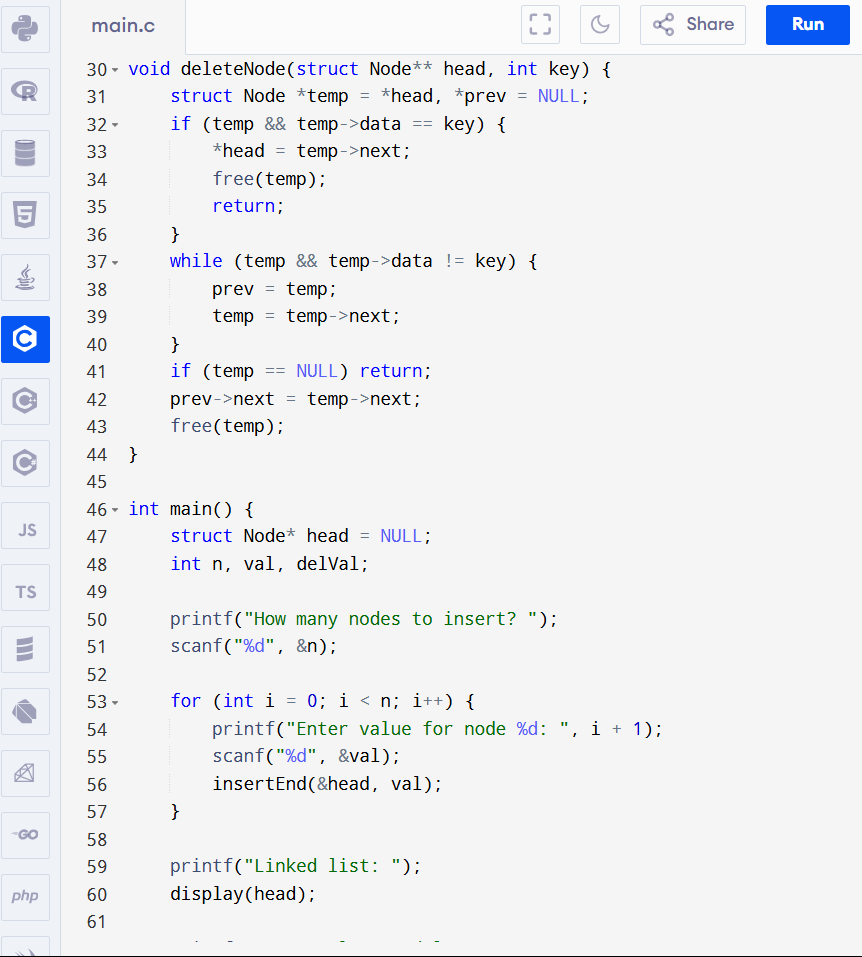 main.c
Share
Run
30 void deleteNode(struct Node** head, int key) {
31     struct Node *temp = *head, *prev = NULL;
32     if (temp && temp->data == key) {
33         *head = temp->next;
34         free(temp);
35         return;
36     }
37     while (temp && temp->data != key) {
38         prev = temp;
39         temp = temp->next;
40     }
41     if (temp == NULL) return;
42     prev->next = temp->next;
43     free(temp);
44 }
45
46 int main() {
47     struct Node* head = NULL;
48     int n, val, delVal;
49
50     printf("How many nodes to insert? ");
51     scanf("%d", &n);
52
53     for (int i = 0; i < n; i++) {
54         printf("Enter value for node %d: ", i + 1);
55         scanf("%d", &val);
56         insertEnd(&head, val);
57     }
58
59     printf("Linked list: ");
60     display(head);
61
R
5
C
C++
C
JS
TS
GO
php